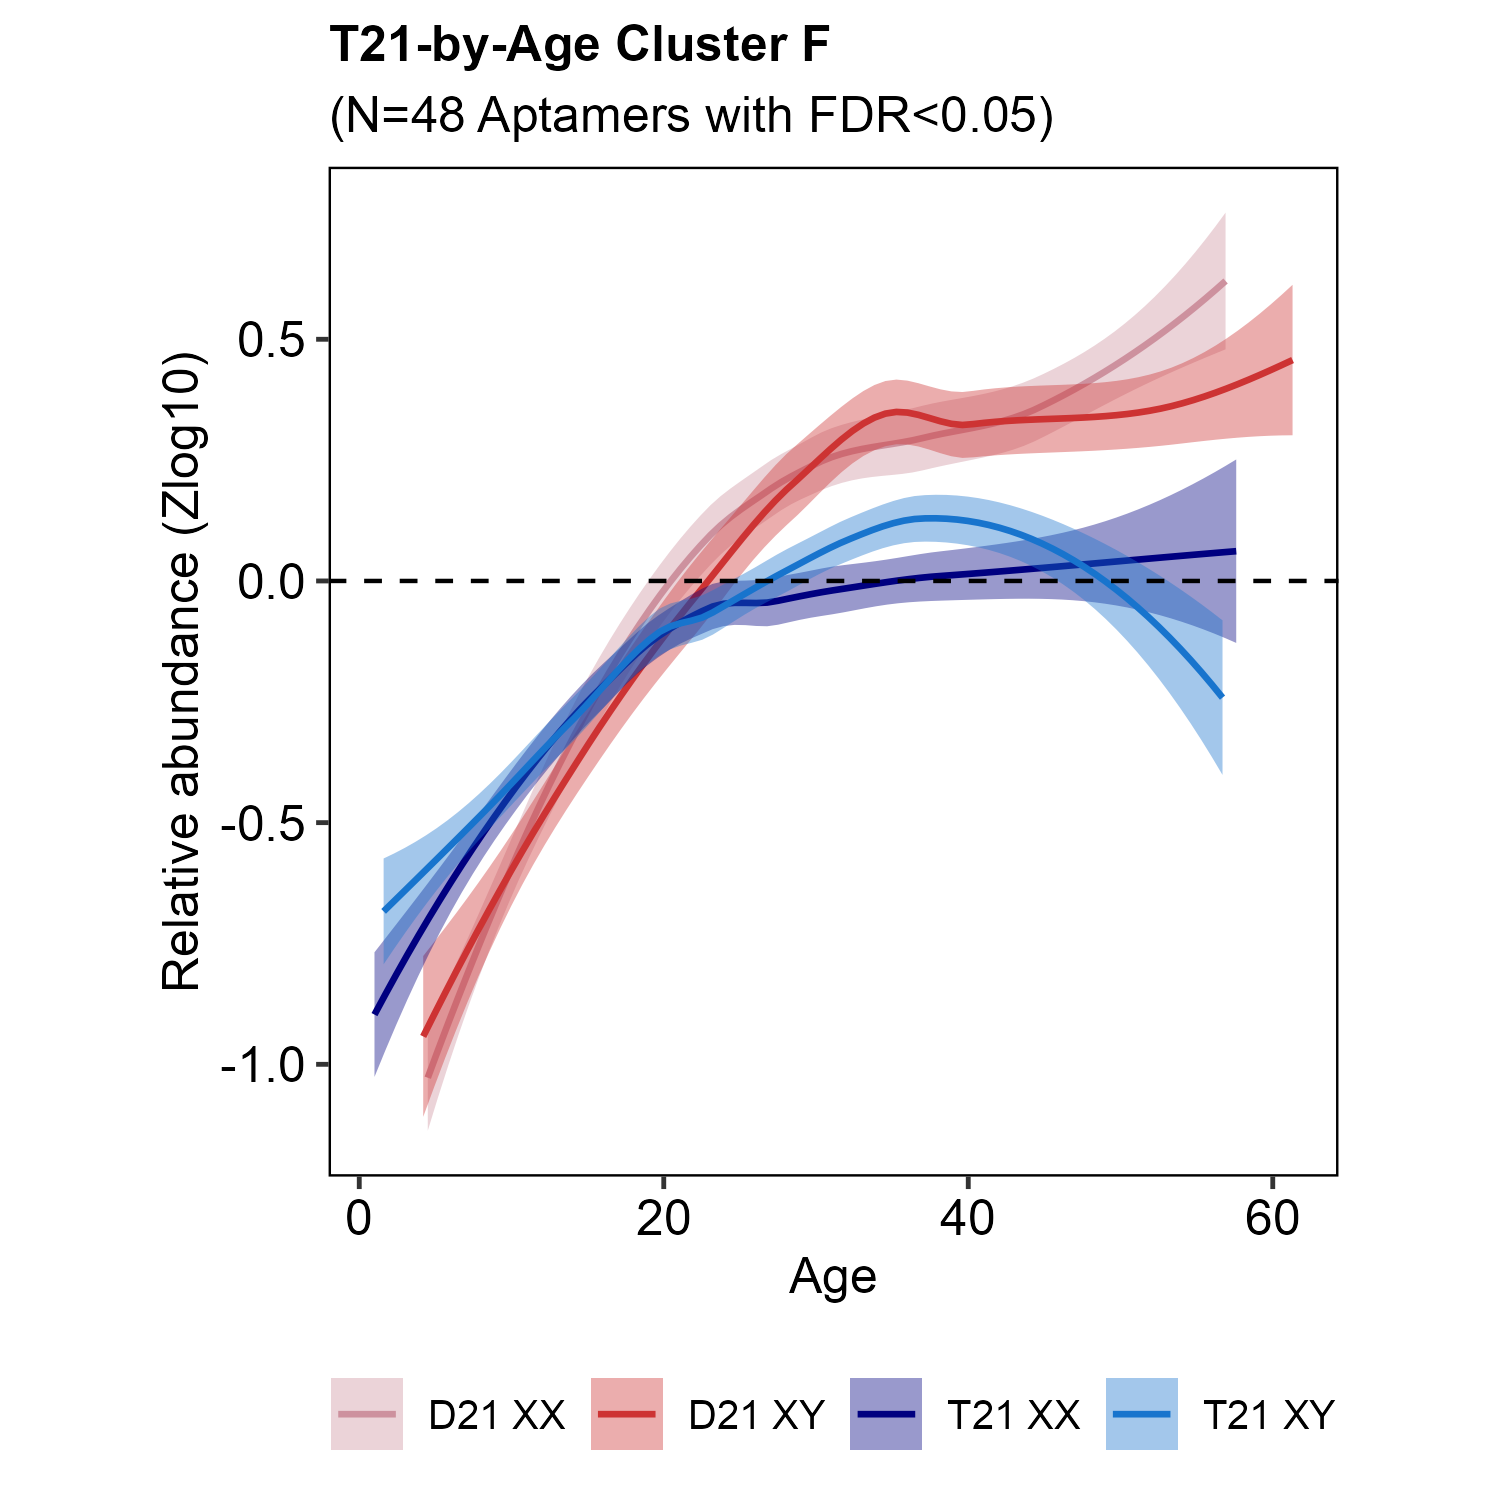 T21-by-Age Cluster F
(N=48 Aptamers with FDR<0.05)
Relative abundance (Zlog10)
0.5
0.0
-0.5
-1.0
0 20 40 60
Age
D21 XX D21 XY T21 XX T21 XY